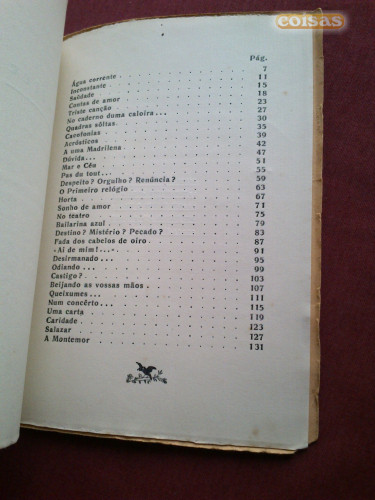 coisas
Pág.
Água corrente . . . 7
Inconstante . . . 11
Saüdade . . . 15
Contas de amor . . . 18
Triste canção . . . 23
No caderno duma caloira... . . . 27
Quadras sôltas . . . 30
Cacofonias . . . 35
Acrósticos . . . 39
A uma Madrilena . . . 42
Dúvida... . . . 47
Mar e Céu . . . 51
Pas du tout... . . . 55
Despeito? Orgulho? Renúncia? . . . 59
O Primeiro relógio . . . 63
Horta . . . 67
Sonho de amor . . . 71
No teatro . . . 75
Bailarina azul . . . 79
Destino? Mistério? Pecado? . . . 83
Fada dos cabelos de oiro . . . 87
«Ai de mim!...» . . . 91
Desirmanado . . . 95
Odiando . . . 99
Castigo? . . . 103
Beijando as vossas mãos . . . 107
Queixumes... . . . 111
Num concêrto... . . . 115
Uma carta . . . 119
Caridade . . . 123
Salazar . . . 127
A Montemor . . . 131